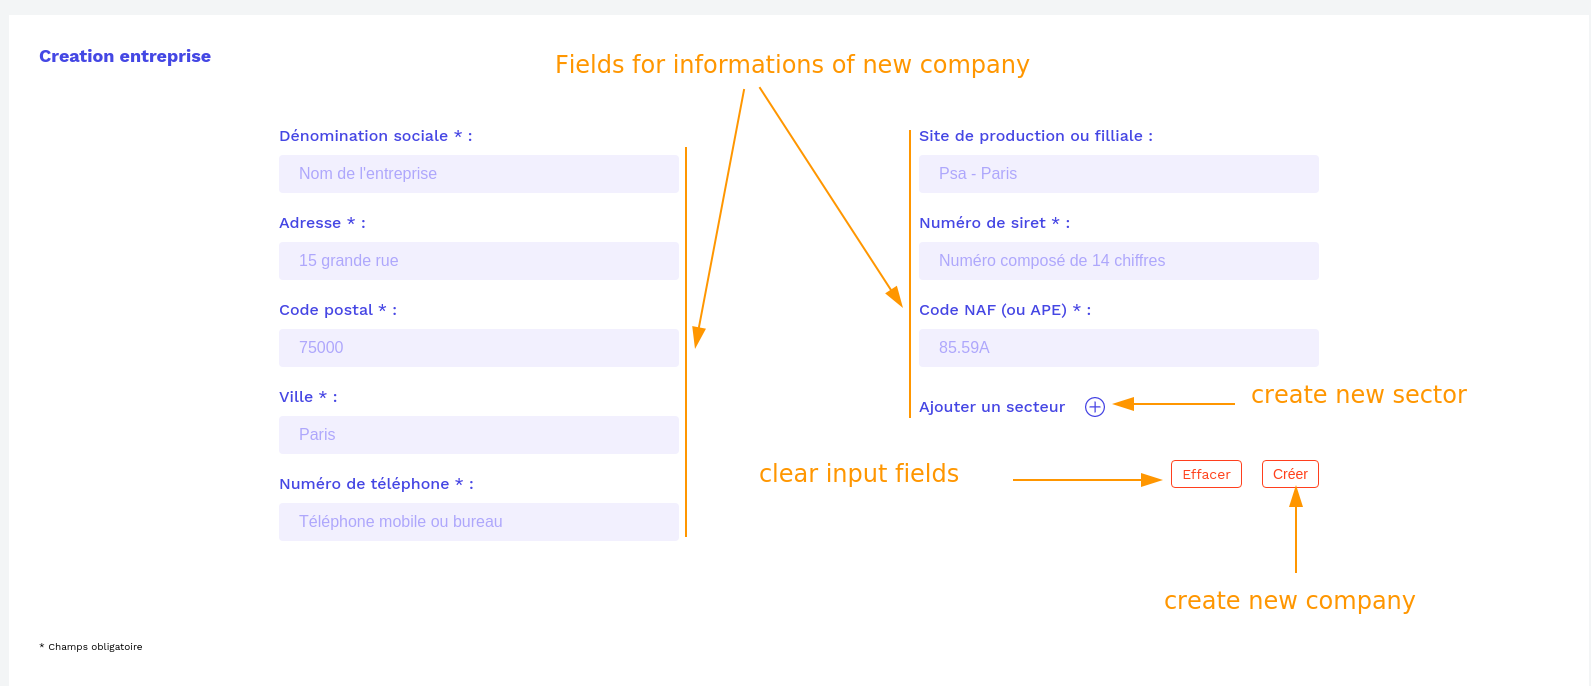 Creation entreprise
Fields for informations of new company
Dénomination sociale * :
Nom de l'entreprise
Adresse * :
15 grande rue
Code postal * :
75000
Ville * :
Paris
Numéro de téléphone * :
Téléphone mobile ou bureau
Site de production ou filliale :
Psa - Paris
Numéro de siret * :
Numéro composé de 14 chiffres
Code NAF (ou APE) * :
85.59A
Ajouter un secteur
create new sector
clear input fields
Effacer
Créer
create new company
* Champs obligatoire